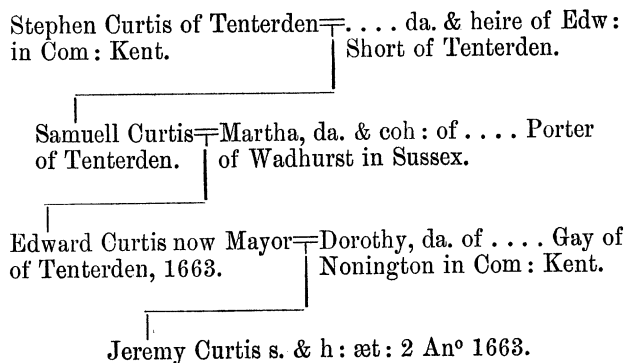 Stephen Curtis of Tenterden=. . . . da. & heire of Edw:
in Com: Kent. Short of Tenterden.
Samuell Curtis=Martha, da. & coh: of . . . . Porter
of Tenterden. of Wadhurst in Sussex.
Edward Curtis now Mayor=Dorothy, da. of . . . . Gay of
of Tenterden, 1663. Nonington in Com: Kent.
Jeremy Curtis s. & h: æt: 2 Anº 1663.